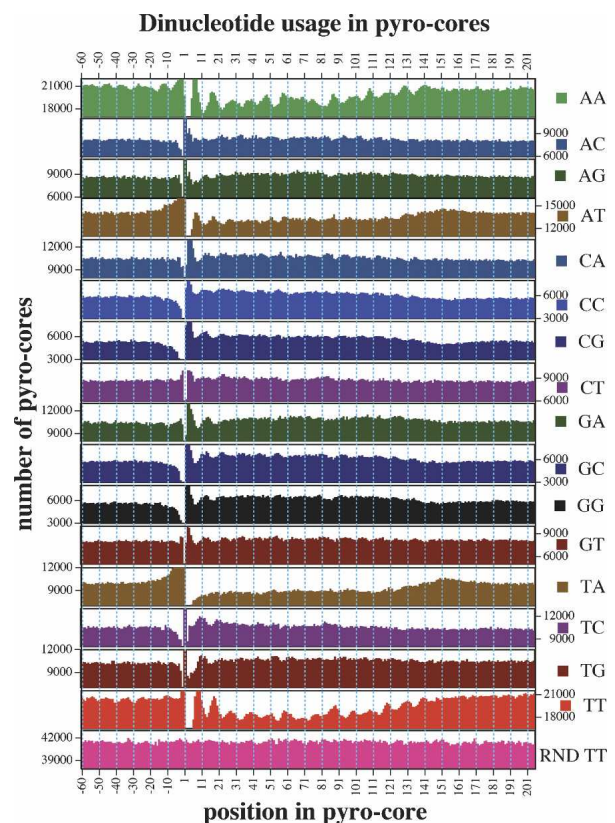 Dinucleotide usage in pyro-cores
-60 -50 -40 -30 -20 -10 1 11 21 31 41 51 61 71 81 91 101 111 121 131 141 151 161 171 181 191 201
21000
18000
AA
9000
6000
AC
9000
6000
AG
15000
12000
AT
12000
9000
CA
6000
3000
CC
6000
3000
CG
9000
6000
CT
12000
9000
GA
6000
3000
GC
6000
3000
GG
9000
6000
GT
12000
9000
TA
12000
9000
TC
12000
9000
TG
21000
18000
TT
42000
39000
RND TT
number of pyro-cores
-60 -50 -40 -30 -20 -10 1 11 21 31 41 51 61 71 81 91 101 111 121 131 141 151 161 171 181 191 201
position in pyro-core